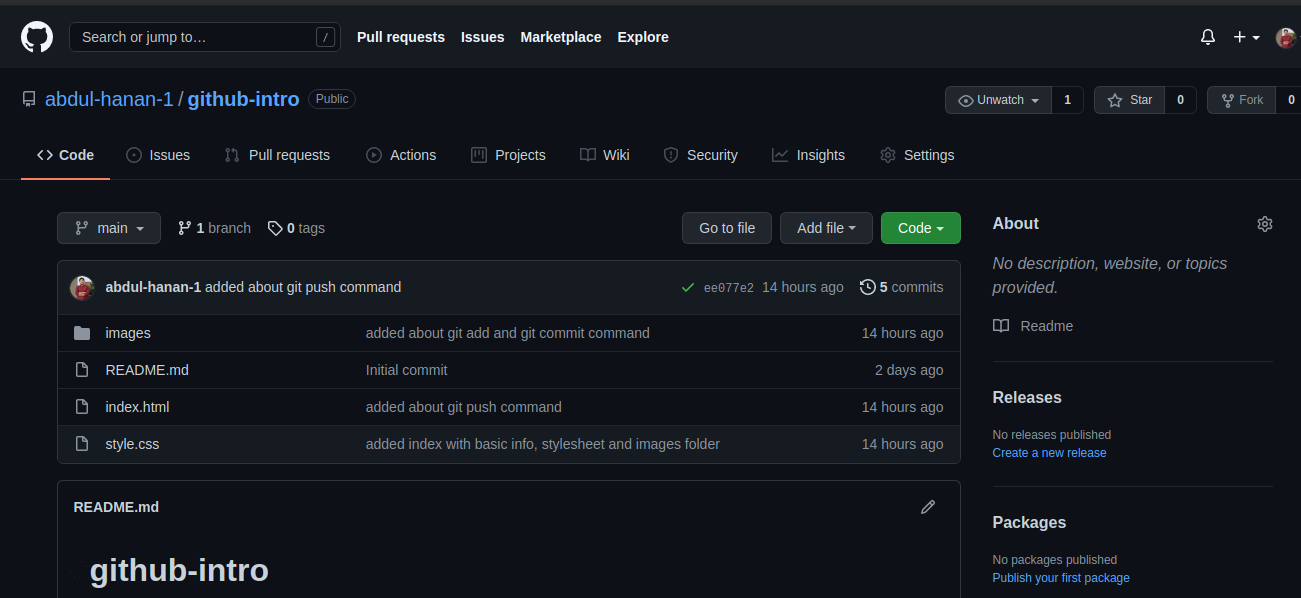 Search or jump to… /
Pull requests Issues Marketplace Explore
abdul-hanan-1 / github-intro Public
Unwatch 1 Star 0 Fork 0
Code Issues Pull requests Actions Projects Wiki Security Insights Settings
main 1 branch 0 tags Go to file Add file Code
abdul-hanan-1 added about git push command ee077e2 14 hours ago 5 commits
images added about git add and git commit command 14 hours ago
README.md Initial commit 2 days ago
index.html added about git push command 14 hours ago
style.css added index with basic info, stylesheet and images folder 14 hours ago
README.md
github-intro
About
No description, website, or topics
provided.
Readme
Releases
No releases published
Create a new release
Packages
No packages published
Publish your first package